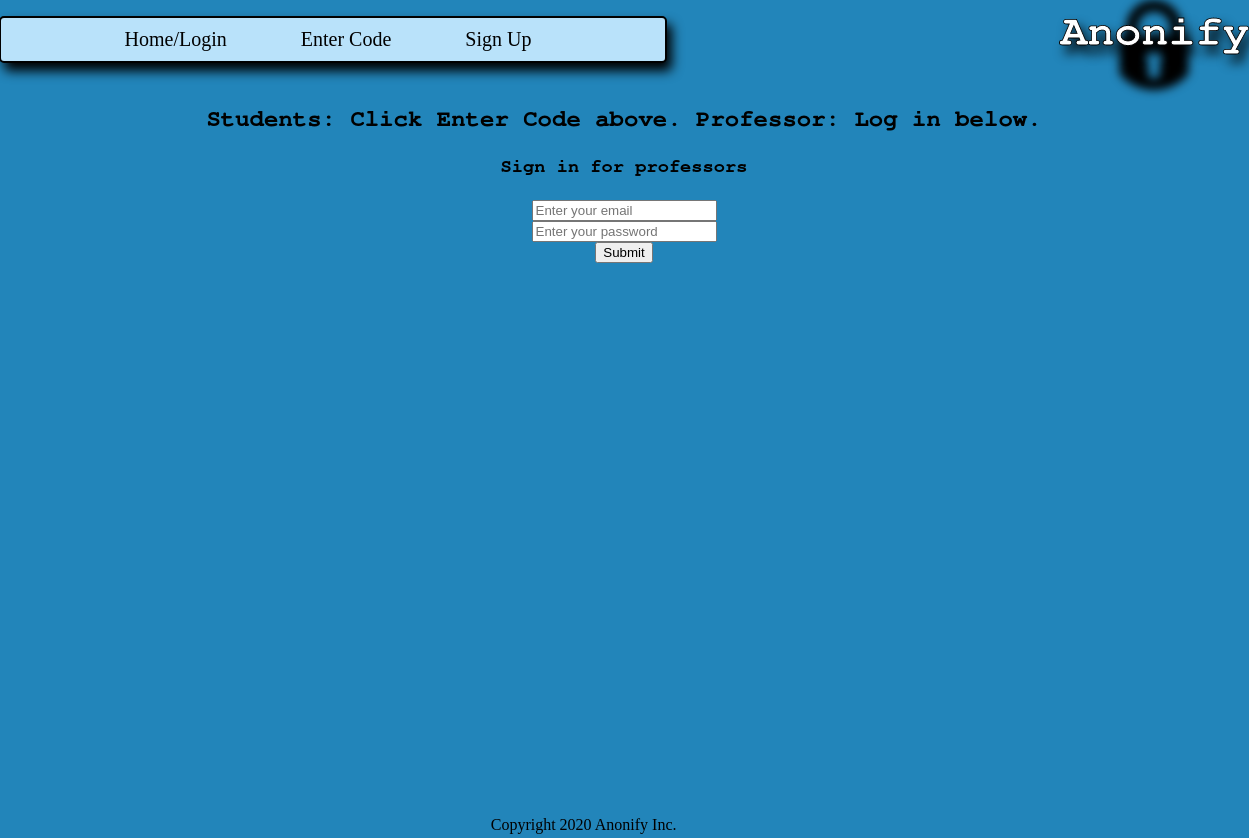 Home/Login Enter Code Sign Up
Anonify
Students: Click Enter Code above. Professor: Log in below.
Sign in for professors
Enter your email
Enter your password
Submit
Copyright 2020 Anonify Inc.